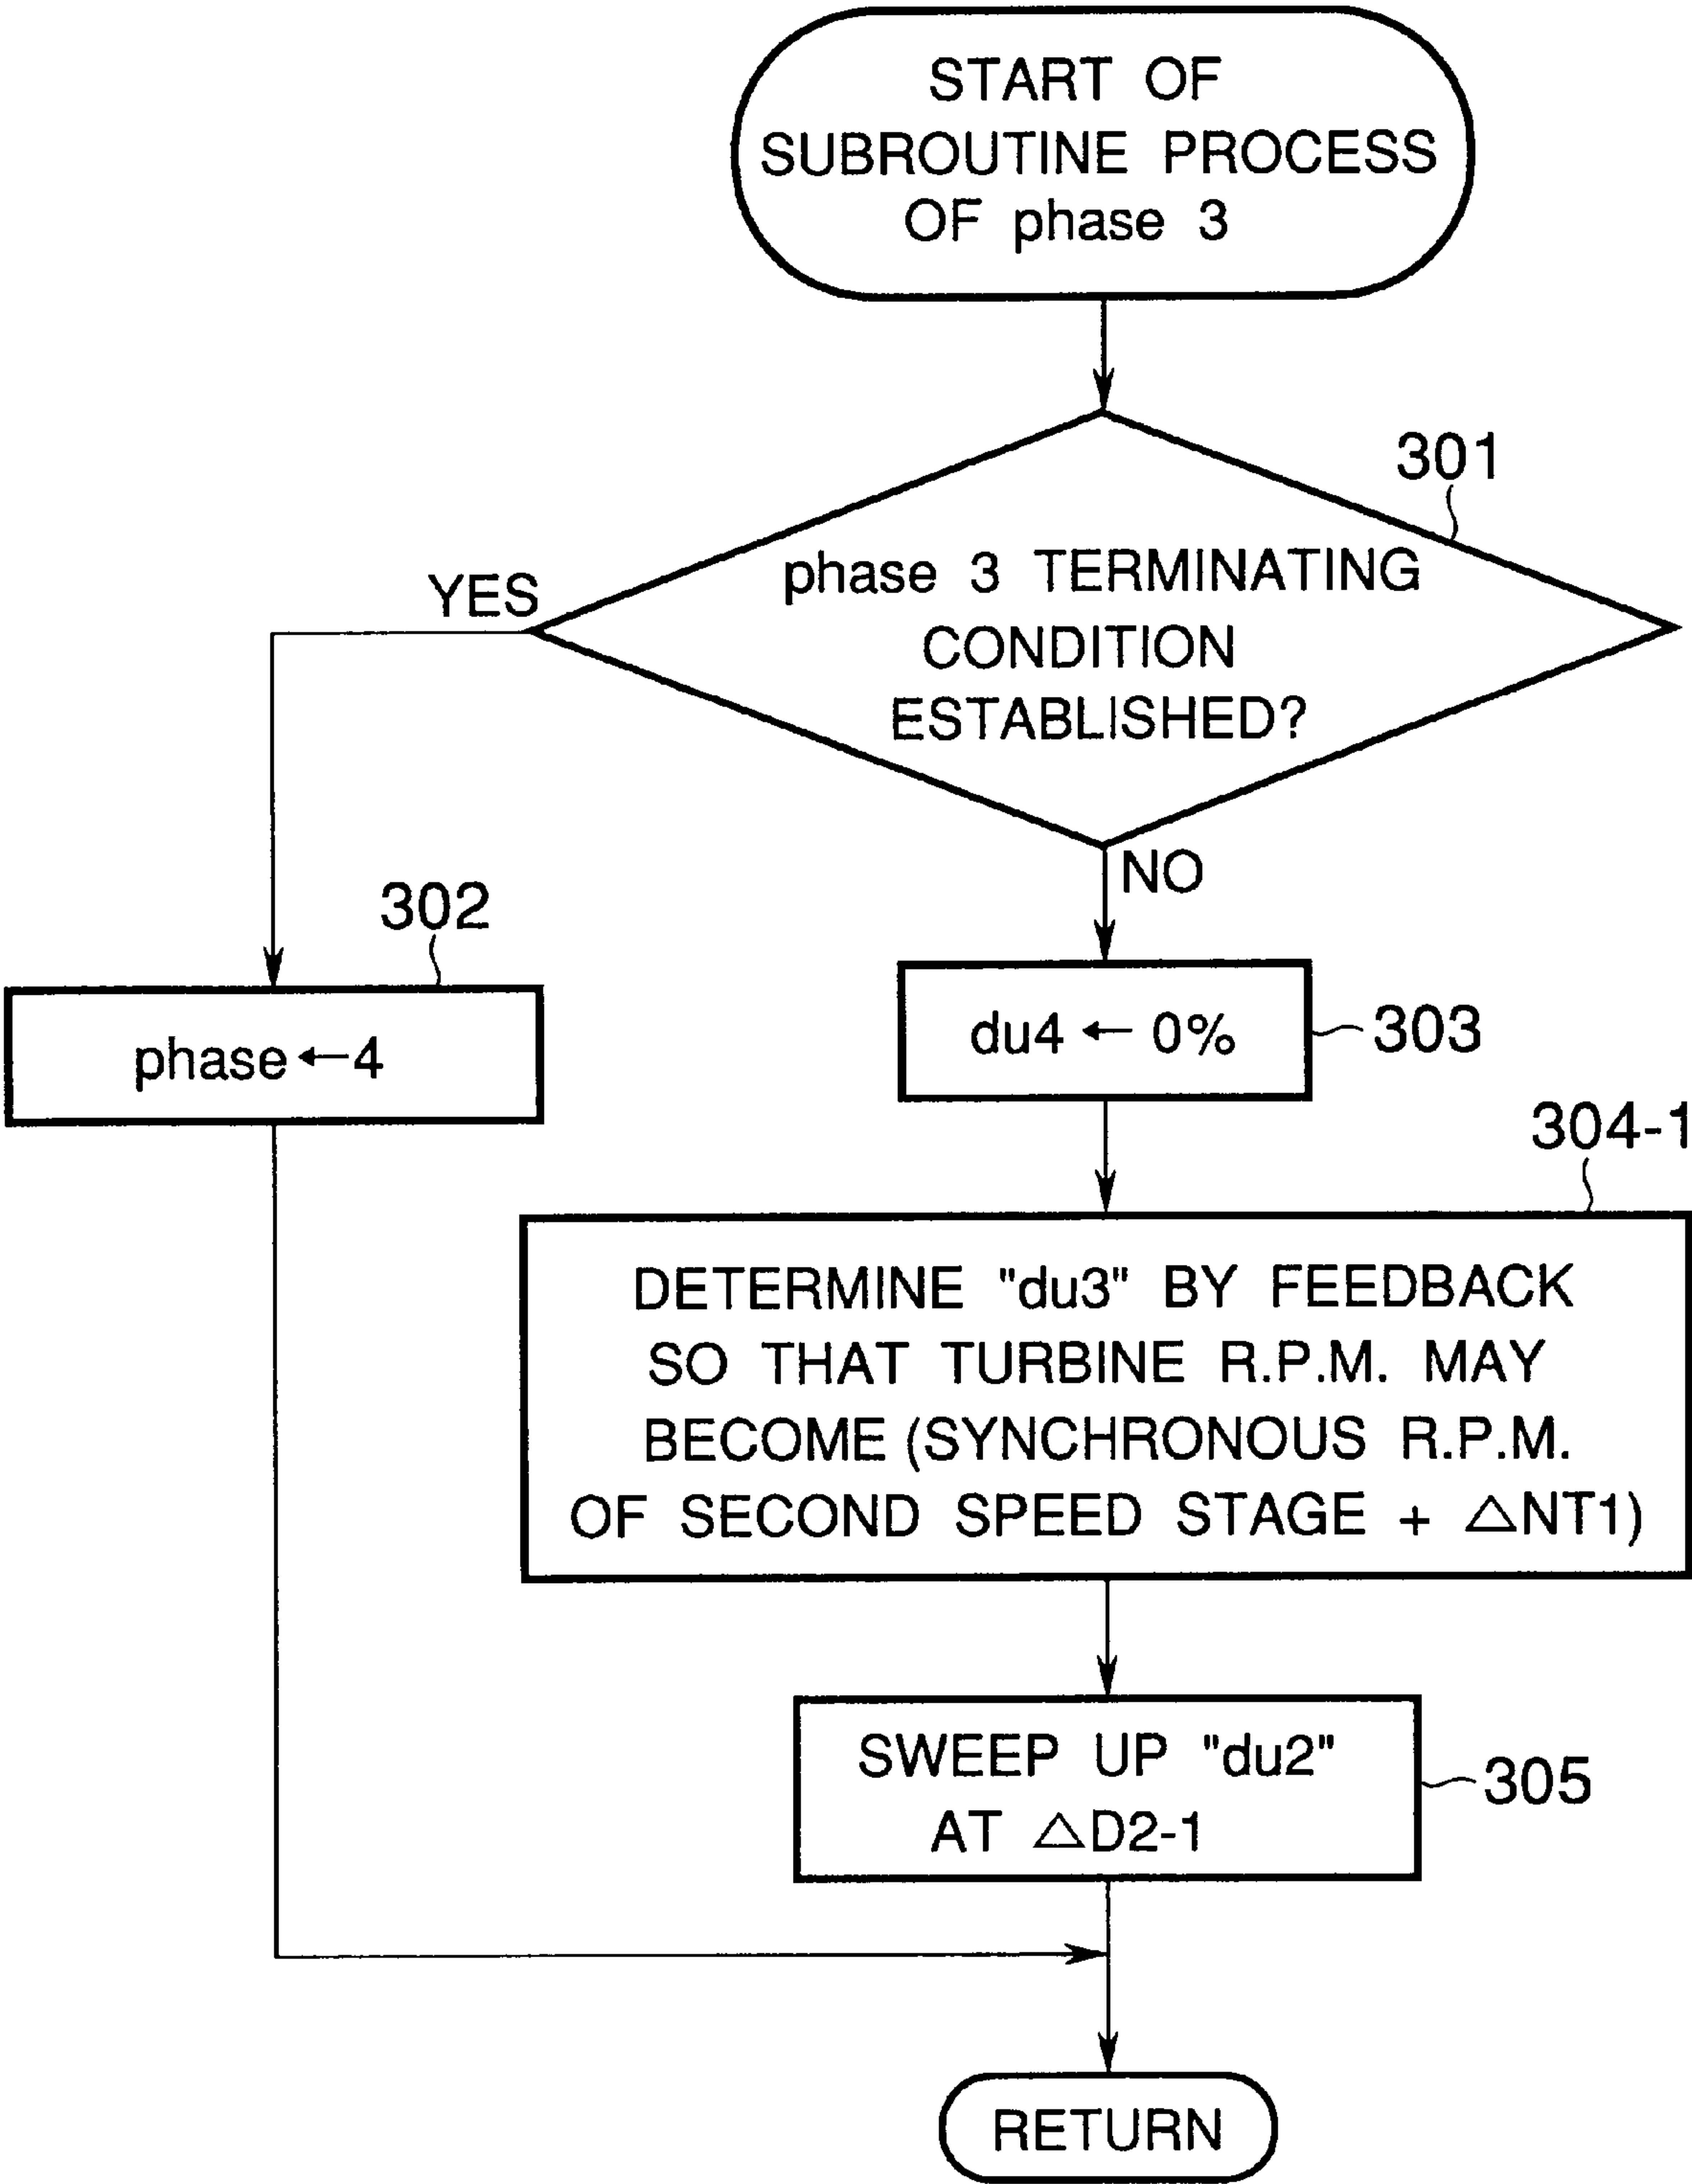 START OF
SUBROUTINE PROCESS
OF phase 3
301
phase 3 TERMINATING
CONDITION
ESTABLISHED?
YES
NO
302
phase←4
du4 ← 0%
303
304-1
DETERMINE "du3" BY FEEDBACK
SO THAT TURBINE R.P.M. MAY
BECOME (SYNCHRONOUS R.P.M.
OF SECOND SPEED STAGE + △NT1)
SWEEP UP "du2"
AT △D2-1
305
RETURN